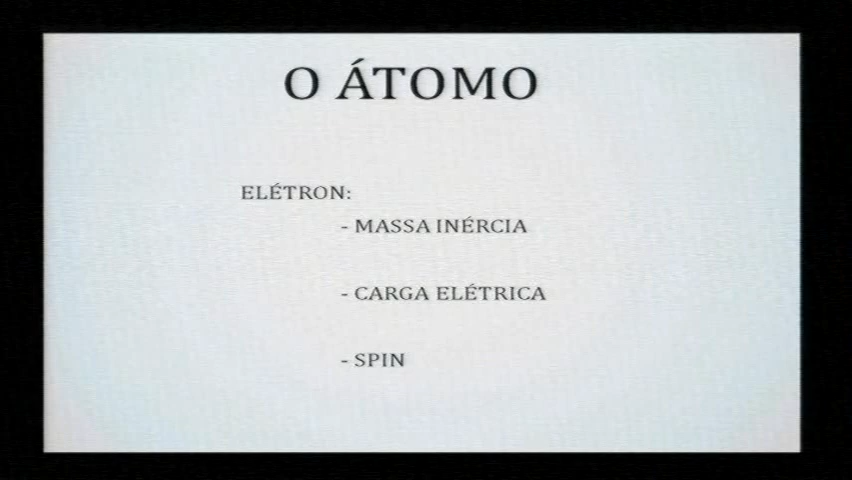 O ÁTOMO
ELÉTRON:
- MASSA INÉRCIA
- CARGA ELÉTRICA
- SPIN